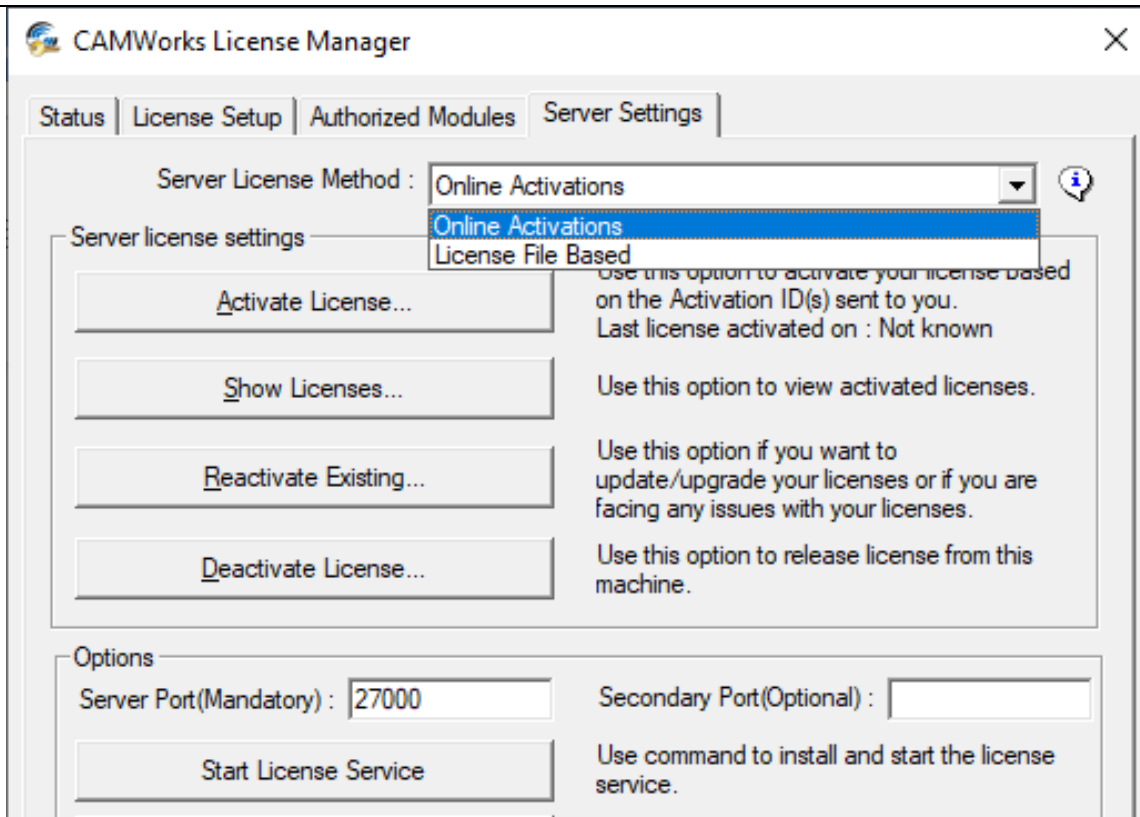 CAMWorks License Manager
Status
License Setup
Authorized Modules
Server Settings
Server License Method :
Online Activations
Online Activations
License File Based
Server license settings
Activate License...
Use this option to activate your license based
on the Activation ID(s) sent to you.
Last license activated on : Not known
Show Licenses...
Use this option to view activated licenses.
Reactivate Existing...
Use this option if you want to
update/upgrade your licenses or if you are
facing any issues with your licenses.
Deactivate License...
Use this option to release license from this
machine.
Options
Server Port(Mandatory) :
27000
Secondary Port(Optional) :
Start License Service
Use command to install and start the license
service.